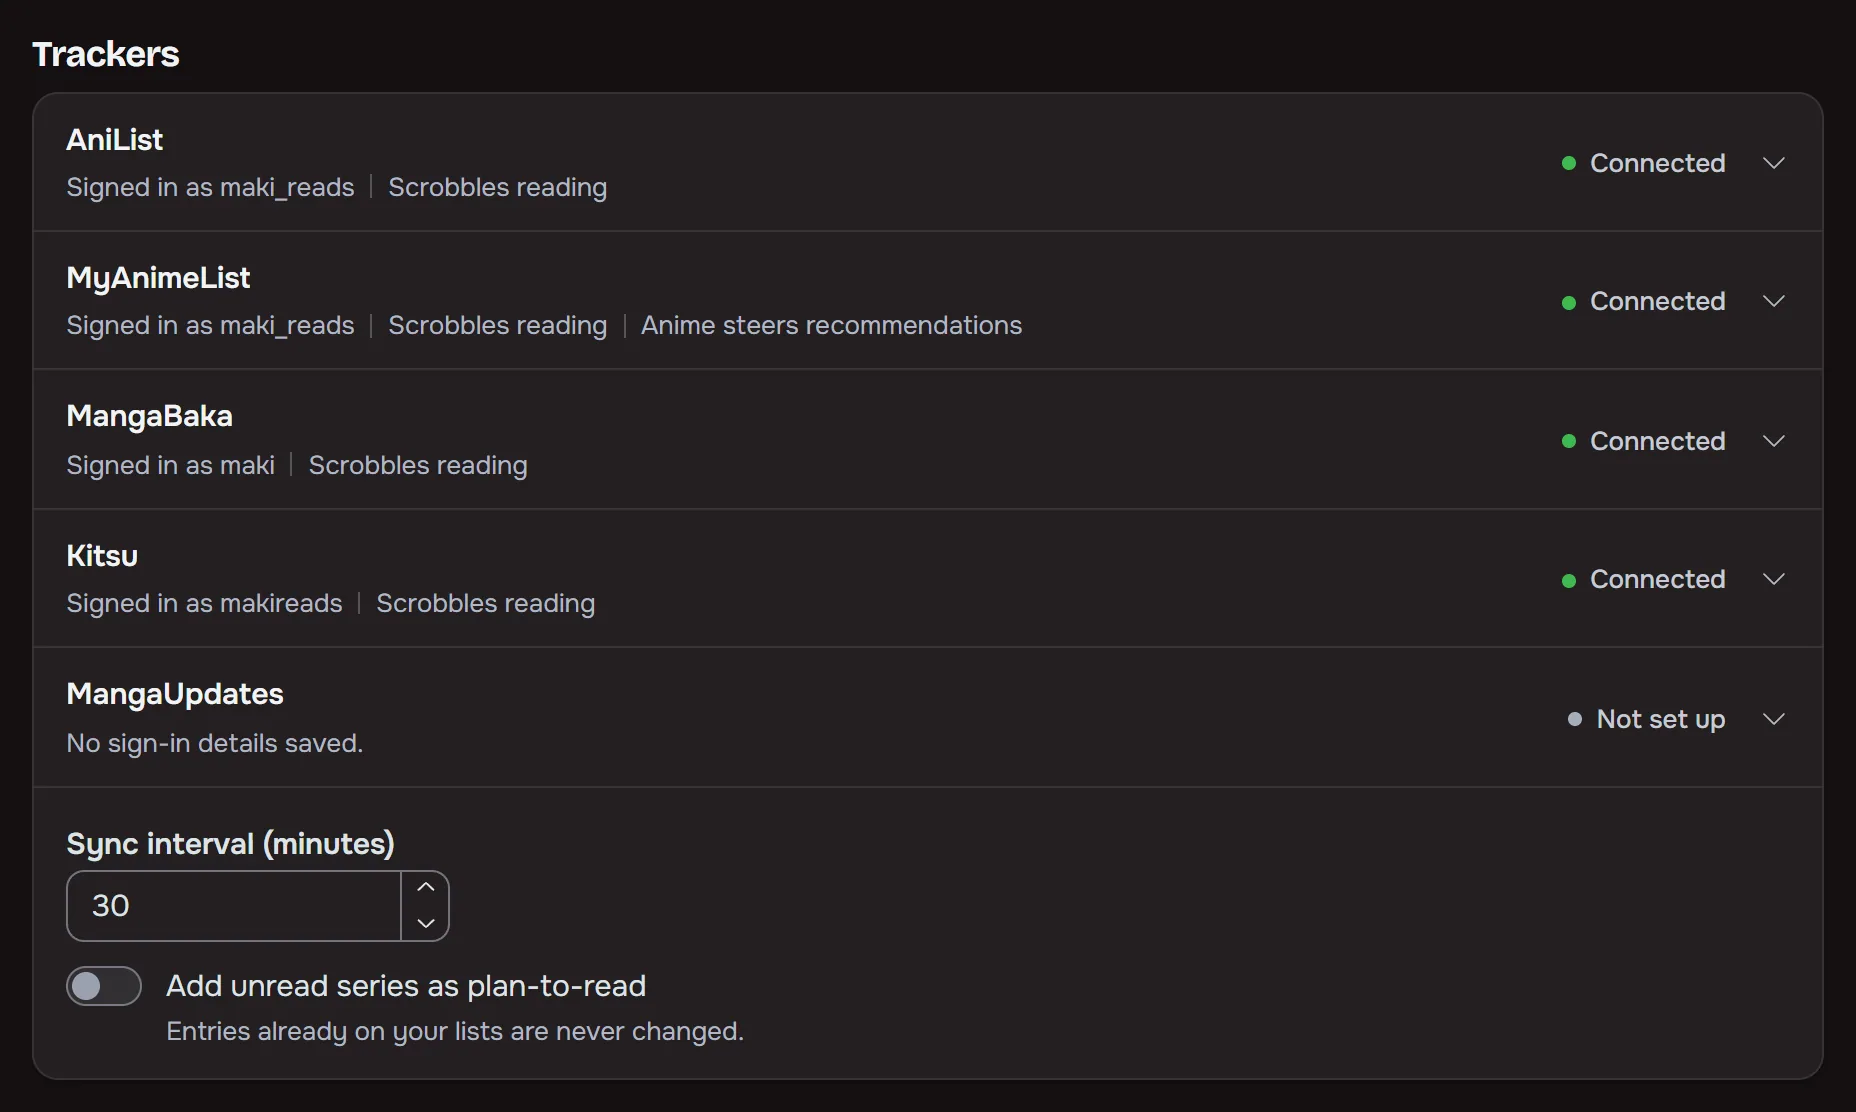 Trackers
AniList
Signed in as maki_reads | Scrobbles reading
Connected
MyAnimeList
Signed in as maki_reads | Scrobbles reading | Anime steers recommendations
Connected
MangaBaka
Signed in as maki | Scrobbles reading
Connected
Kitsu
Signed in as makireads | Scrobbles reading
Connected
MangaUpdates
No sign-in details saved.
Not set up
Sync interval (minutes)
30
Add unread series as plan-to-read
Entries already on your lists are never changed.